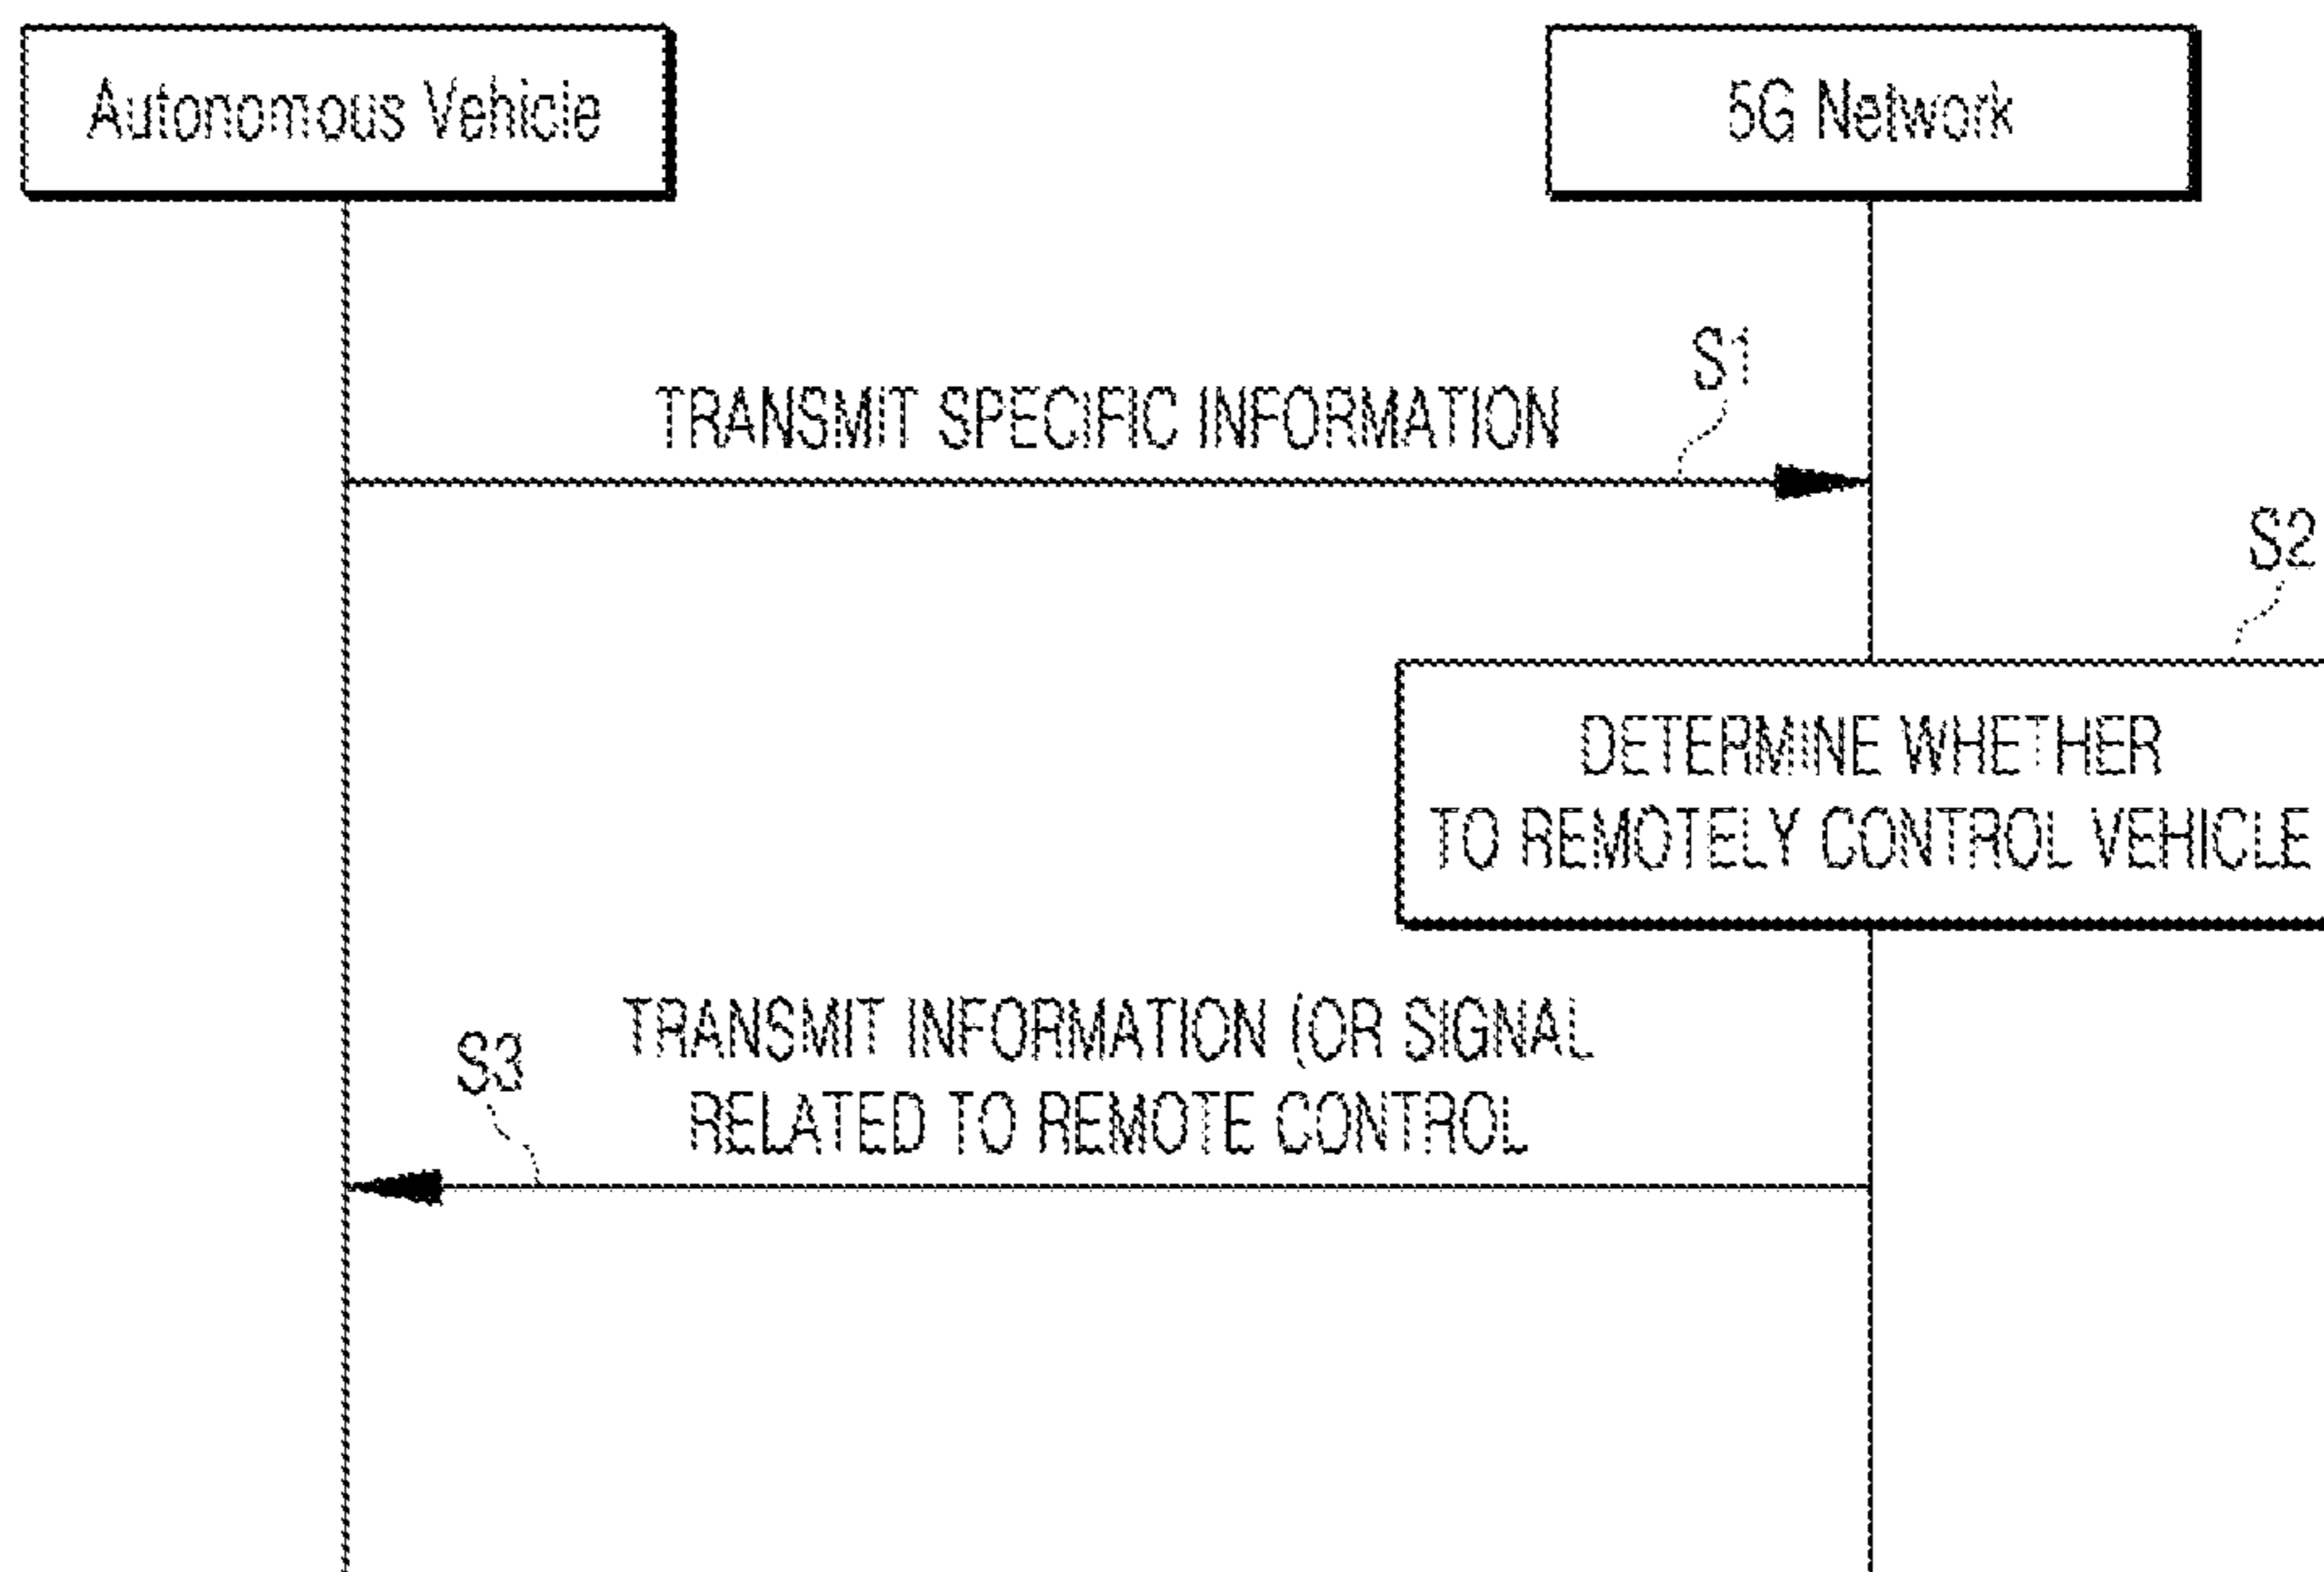 Autonomous Vehicle
5G Network
S1
TRANSMIT SPECIFIC INFORMATION
S2
DETERMINE WHETHER
TO REMOTELY CONTROL VEHICLE
S3
TRANSMIT INFORMATION (OR SIGNAL
RELATED TO REMOTE CONTROL